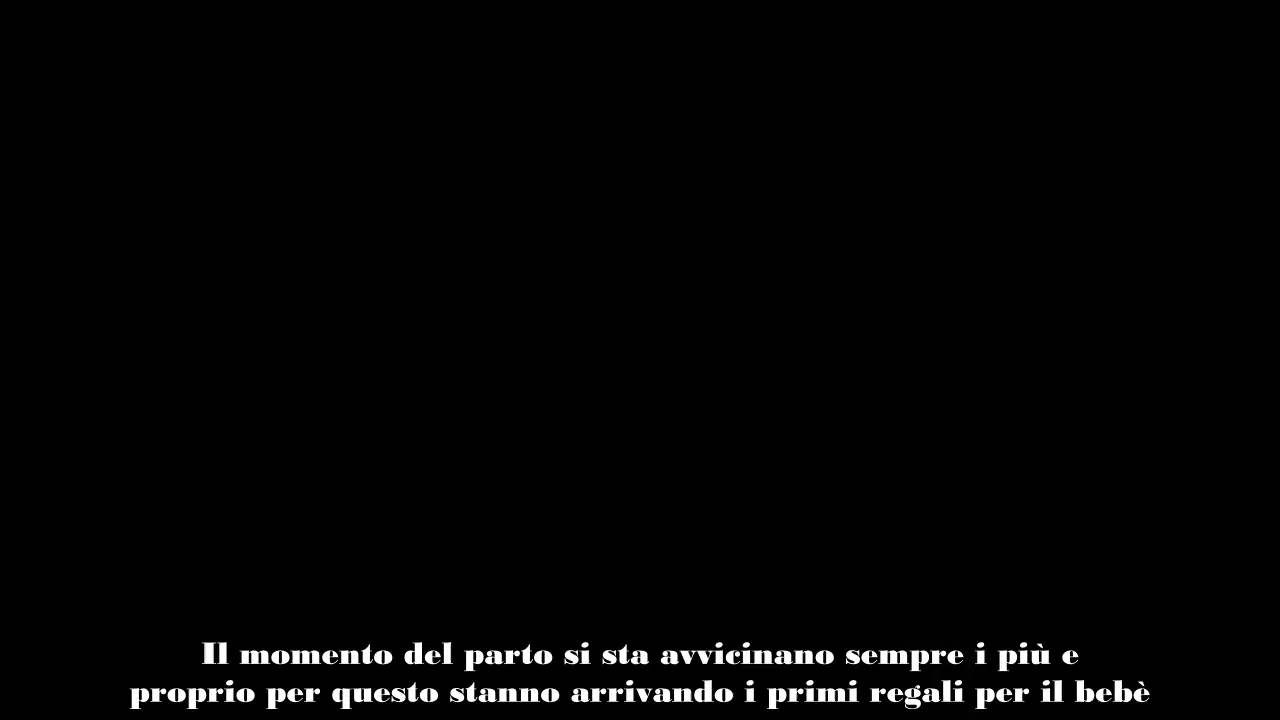 Il momento del parto si sta avvicinano sempre i più e
proprio per questo stanno arrivando i primi regali per il bebè